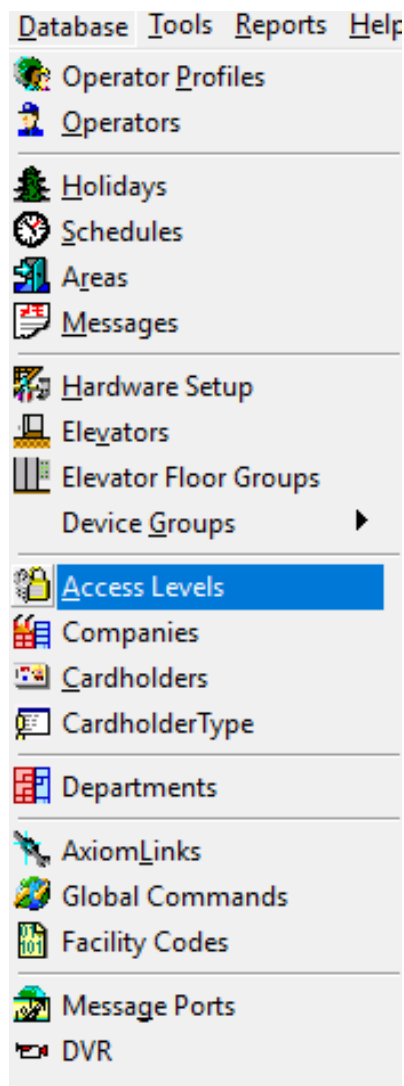 Database Tools Reports Help
Operator Profiles
Operators
Holidays
Schedules
Areas
Messages
Hardware Setup
Elevators
Elevator Floor Groups
Device Groups
Access Levels
Companies
Cardholders
CardholderType
Departments
AxiomLinks
Global Commands
Facility Codes
Message Ports
DVR